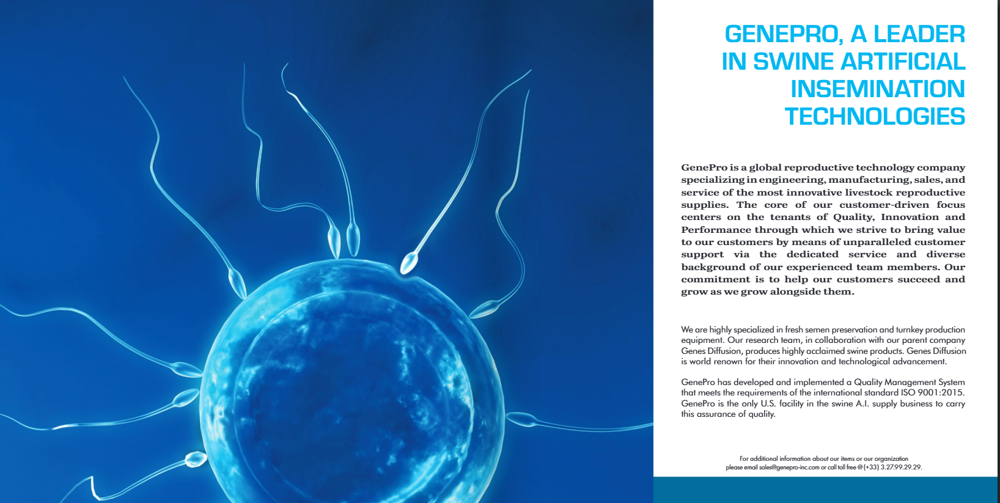 GENEPRO, A LEADER
IN SWINE ARTIFICIAL
INSEMINATION
TECHNOLOGIES
GenePro is a global reproductive technology company
specializing in engineering, manufacturing, sales, and
service of the most innovative livestock reproductive
supplies. The core of our customer-driven focus
centers on the tenants of Quality, Innovation and
Performance through which we strive to bring value
to our customers by means of unparalleled customer
support via the dedicated service and diverse
background of our experienced team members. Our
commitment is to help our customers succeed and
grow as we grow alongside them.
We are highly specialized in fresh semen preservation and turnkey production
equipment. Our research team, in collaboration with our parent company
Genes Diffusion, produces highly acclaimed swine products. Genes Diffusion
is world renown for their innovation and technological advancement.
GenePro has developed and implemented a Quality Management System
that meets the requirements of the international standard ISO 9001:2015.
GenePro is the only U.S. facility in the swine A.I. supply business to carry
this assurance of quality.
For additional information about our items or our organization
please email sales@genepro-inc.com or call toll free @ (+33) 3.27.99.29.29.